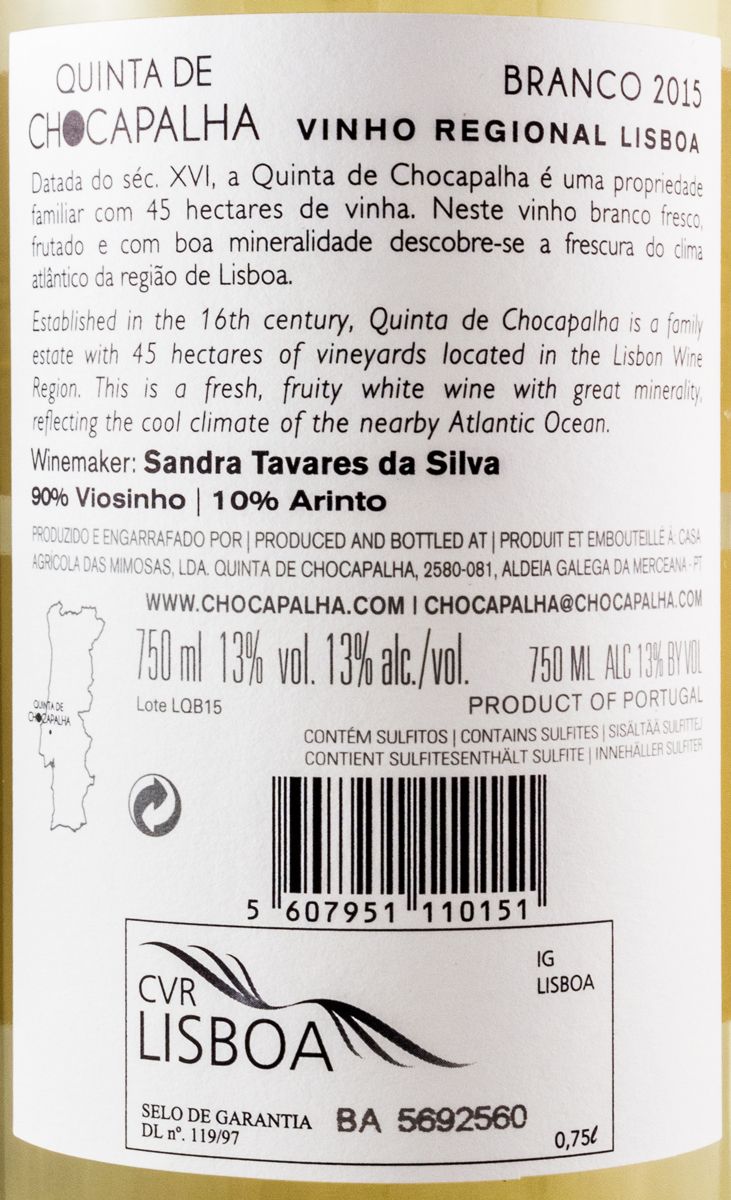 QUINTA DE
CHOCAPALHA
BRANCO 2015
VINHO REGIONAL LISBOA
Datada do séc. XVI, a Quinta de Chocapalha é uma propriedade
familiar com 45 hectares de vinha. Neste vinho branco fresco,
frutado e com boa mineralidade descobre-se a frescura do clima
atlântico da região de Lisboa.
Established in the 16th century, Quinta de Chocapalha is a family
estate with 45 hectares of vineyards located in the Lisbon Wine
Region. This is a fresh, fruity white wine with great minerality,
reflecting the cool climate of the nearby Atlantic Ocean.
Winemaker: Sandra Tavares da Silva
90% Viosinho | 10% Arinto
PRODUZIDO E ENGARRAFADO POR | PRODUCED AND BOTTLED AT | PRODUIT ET EMBOUTEILLÉ À: CASA
AGRÍCOLA DAS MIMOSAS, LDA. QUINTA DE CHOCAPALHA, 2580-081, ALDEIA GALEGA DA MERCEANA - PT
WWW.CHOCAPALHA.COM | CHOCAPALHA@CHOCAPALHA.COM
750 ml 13% vol. 13% alc./vol. 750 ML ALC 13% BY VOL
Lote LQB15
PRODUCT OF PORTUGAL
QUINTA DE
CHOCAPALHA
CONTÉM SULFITOS | CONTAINS SULFITES | SISÄLTÄÄ SULFITTEJ
CONTIENT SULFITESENTHÄLT SULFITE | INNEHÅLLER SULFITER
5 607951 110151
CVR
LISBOA
IG
LISBOA
SELO DE GARANTIA
DL nº. 119/97
BA 5692560
0,75ℓ